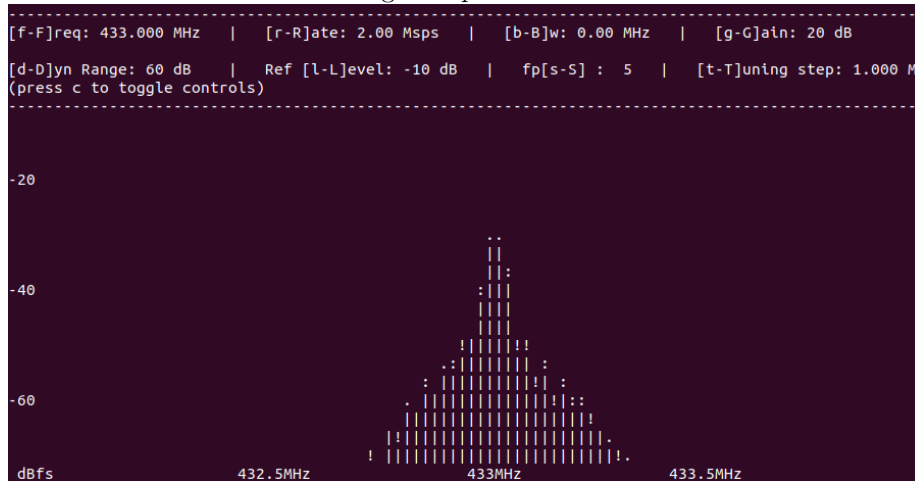 [f-F]req: 433.000 MHz | [r-R]ate: 2.00 Msps | [b-B]w: 0.00 MHz | [g-G]ain: 20 dB
[d-D]yn Range: 60 dB | Ref [l-L]evel: -10 dB | fp[s-S] : 5 | [t-T]uning step: 1.000 M
(press c to toggle controls)
-20
-40
-60
dBfs 432.5MHz 433MHz 433.5MHz